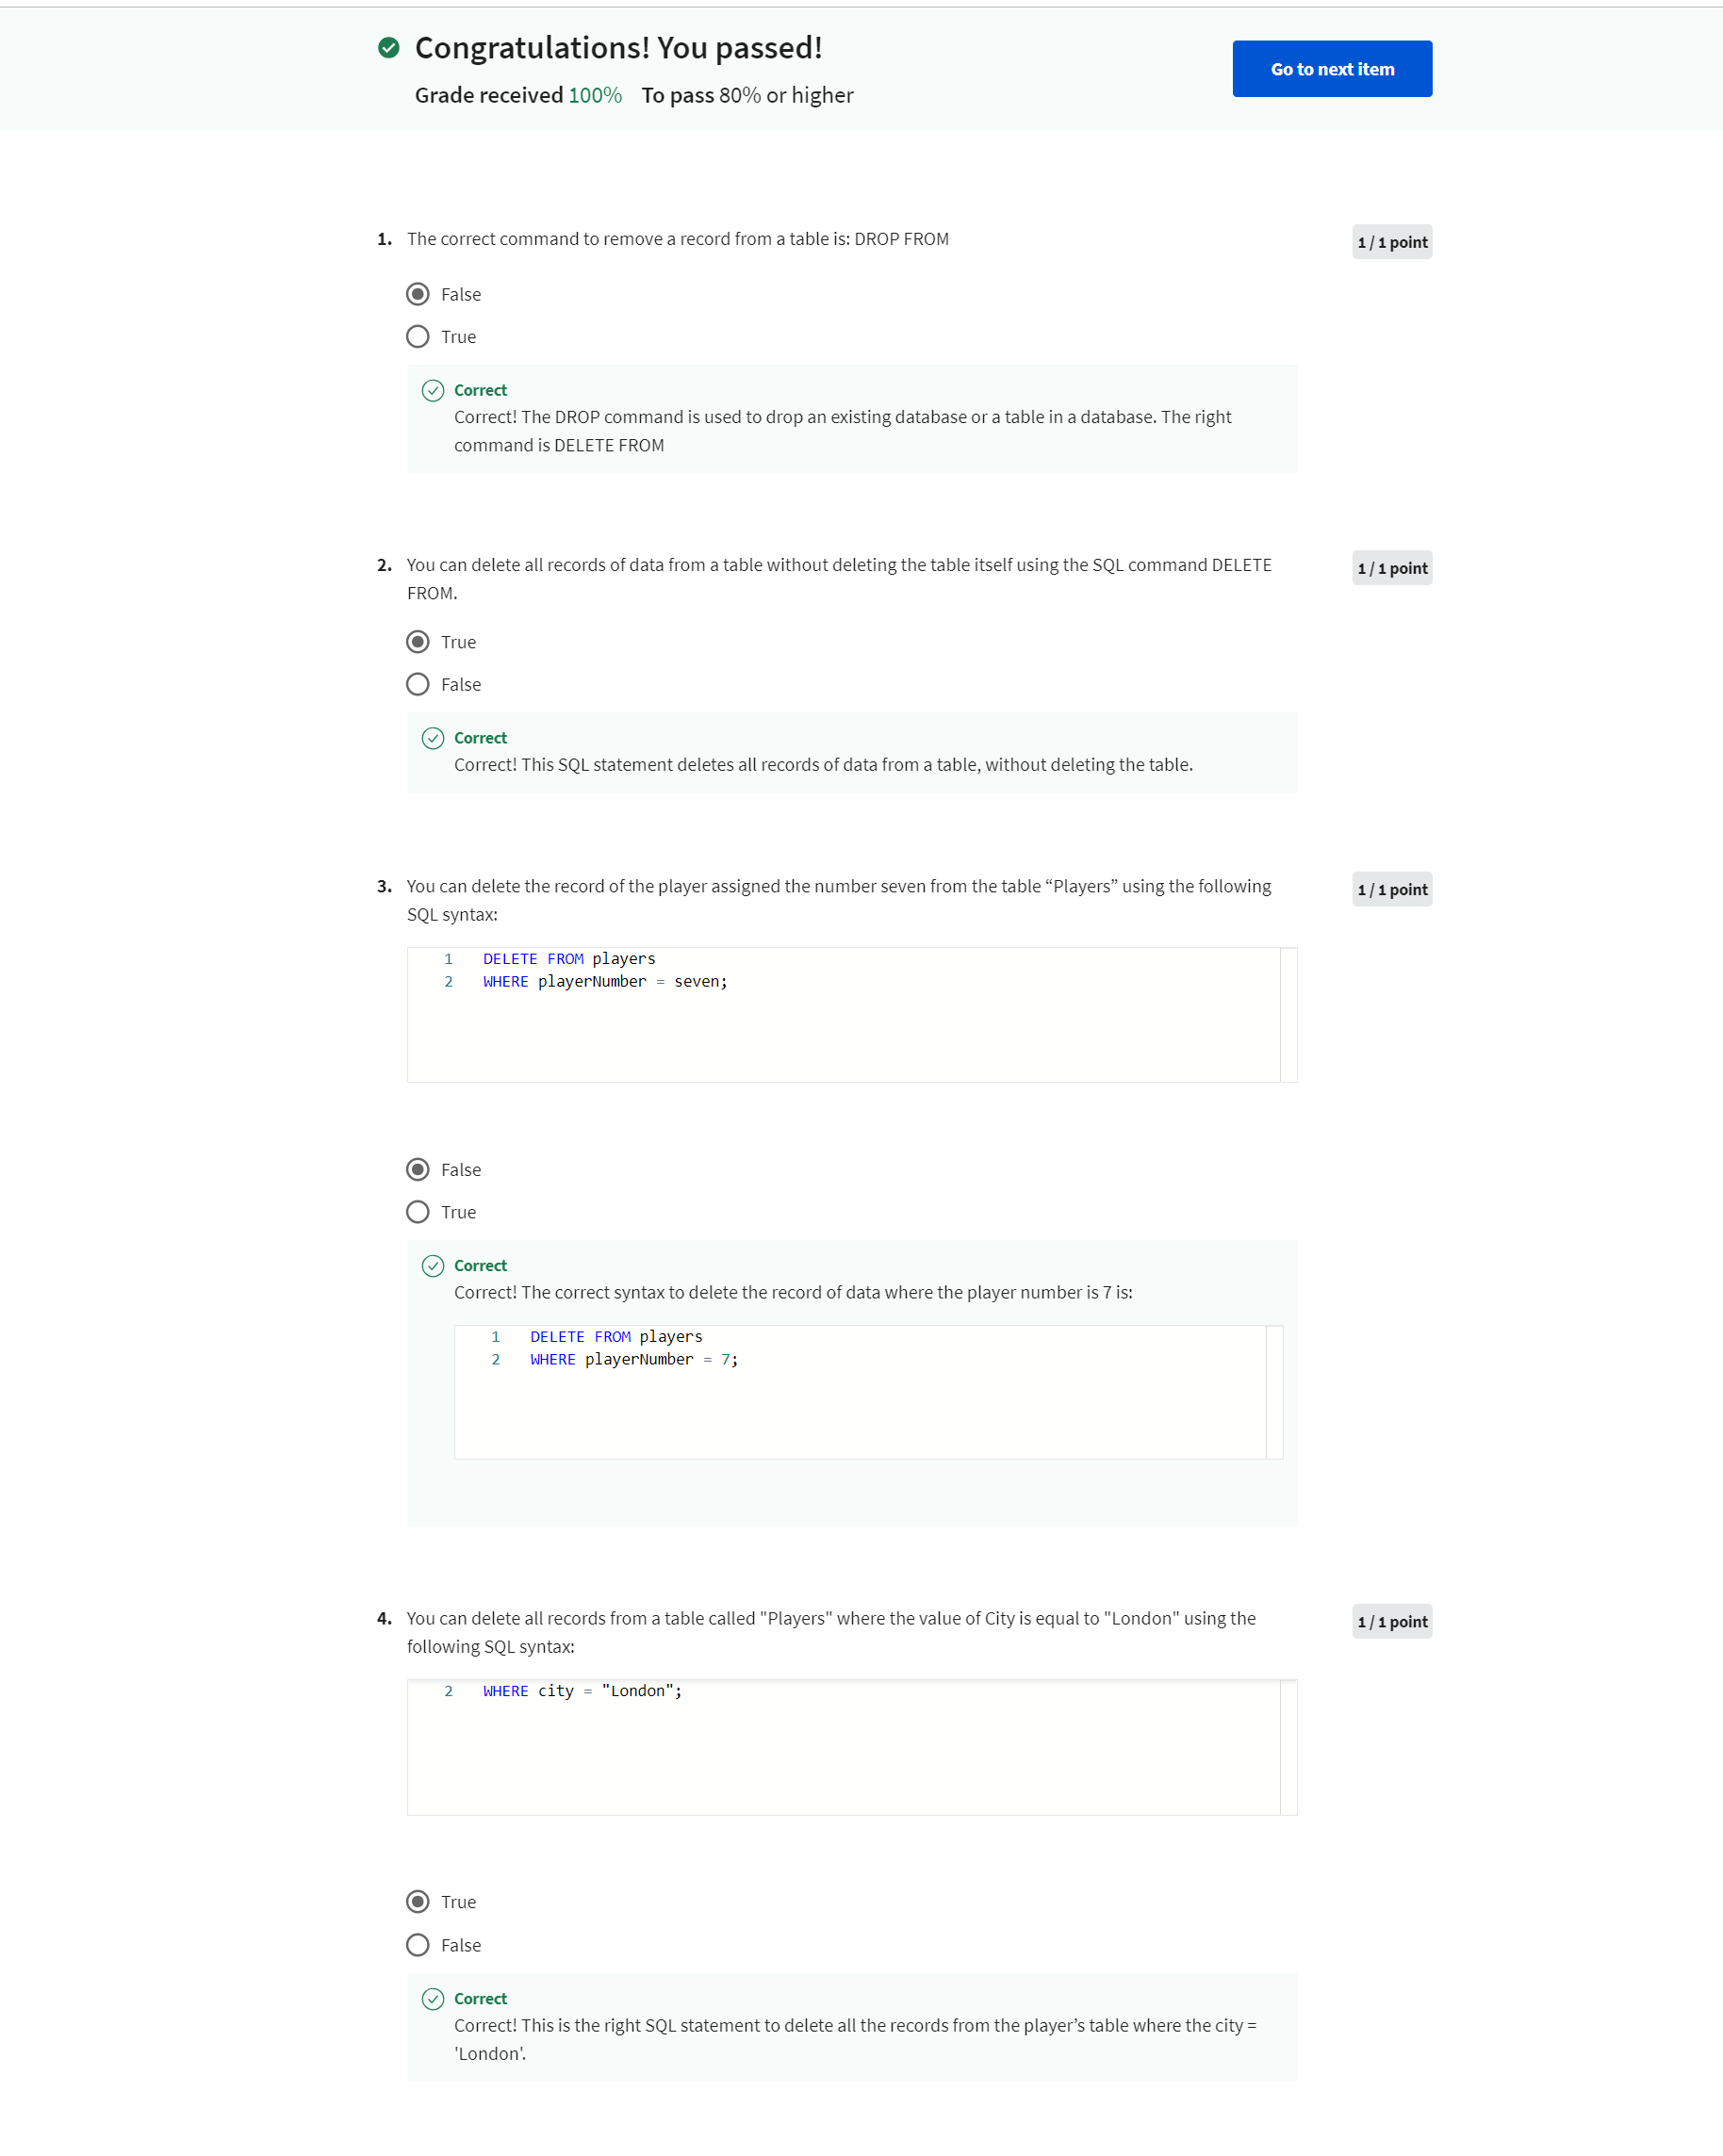 Congratulations! You passed!
Grade received 100% To pass 80% or higher
Go to next item
1. The correct command to remove a record from a table is: DROP FROM
1 / 1 point
False
True
Correct
Correct! The DROP command is used to drop an existing database or a table in a database. The right
command is DELETE FROM
2. You can delete all records of data from a table without deleting the table itself using the SQL command DELETE
FROM.
1 / 1 point
True
False
Correct
Correct! This SQL statement deletes all records of data from a table, without deleting the table.
3. You can delete the record of the player assigned the number seven from the table “Players” using the following
SQL syntax:
1 / 1 point
1 DELETE FROM players
2 WHERE playerNumber = seven;
False
True
Correct
Correct! The correct syntax to delete the record of data where the player number is 7 is:
1 DELETE FROM players
2 WHERE playerNumber = 7;
4. You can delete all records from a table called "Players" where the value of City is equal to "London" using the
following SQL syntax:
1 / 1 point
2 WHERE city = "London";
True
False
Correct
Correct! This is the right SQL statement to delete all the records from the player’s table where the city =
'London'.